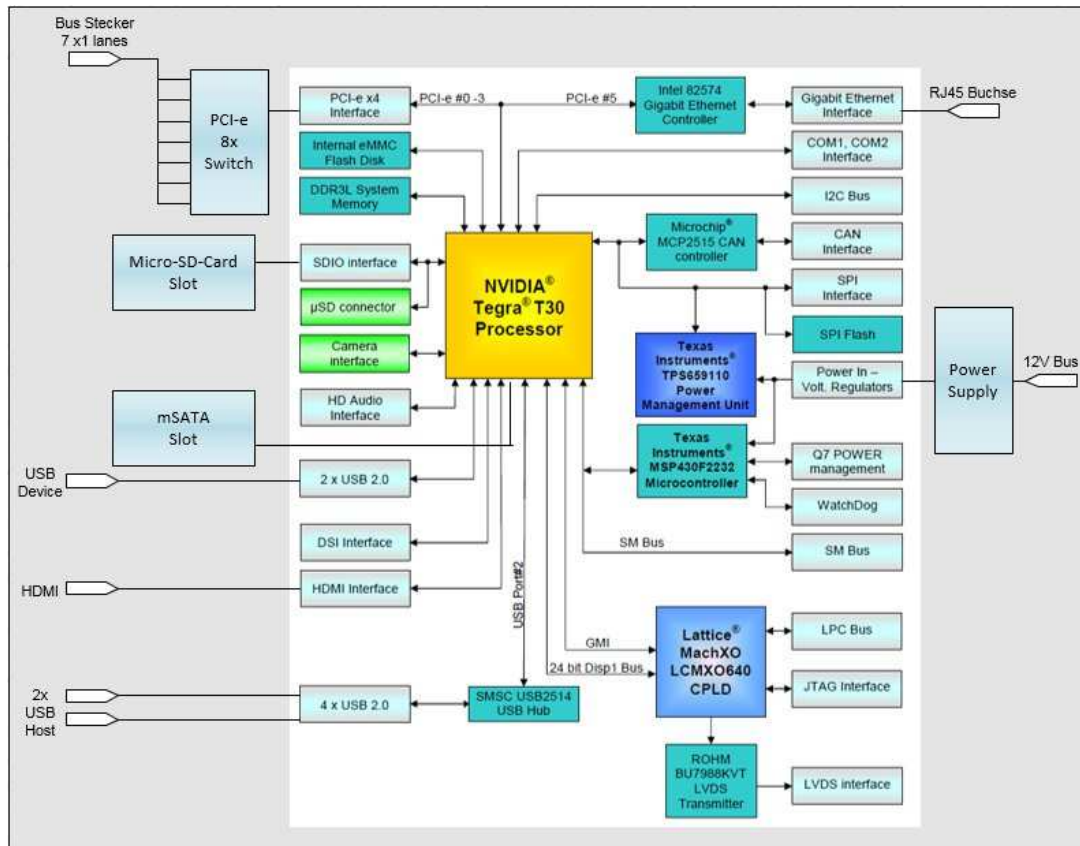 Bus Stecker
7 x1 lanes
PCI-e
8x
Switch
PCI-e x4
Interface
PCI-e #0 -3
PCI-e #5
Intel 82574
Gigabit Ethernet
Controller
Gigabit Ethernet
Interface
RJ45 Buchse
Internal eMMC
Flash Disk
COM1, COM2
Interface
DDR3L System
Memory
I2C Bus
Micro-SD-Card
Slot
SDIO interface
NVIDIA®
Tegra® T30
Processor
Microchip®
MCP2515 CAN
controller
CAN
Interface
µSD connector
SPI
Interface
Camera
interface
SPI Flash
Texas
Instruments®
TPS659110
Power
Management Unit
Power In –
Volt. Regulators
Power
Supply
12V Bus
HD Audio
Interface
mSATA
Slot
Texas
Instruments®
MSP430F2232
Microcontroller
Q7 POWER
management
USB
Device
2 x USB 2.0
WatchDog
DSI Interface
SM Bus
SM Bus
HDMI
HDMI Interface
USB Port#2
GMI
24 bit Disp1 Bus
Lattice®
MachXO
LCMXO640
CPLD
LPC Bus
JTAG Interface
2x
USB
Host
4 x USB 2.0
SMSC USB2514
USB Hub
ROHM
BU7988KVT
LVDS
Transmitter
LVDS interface